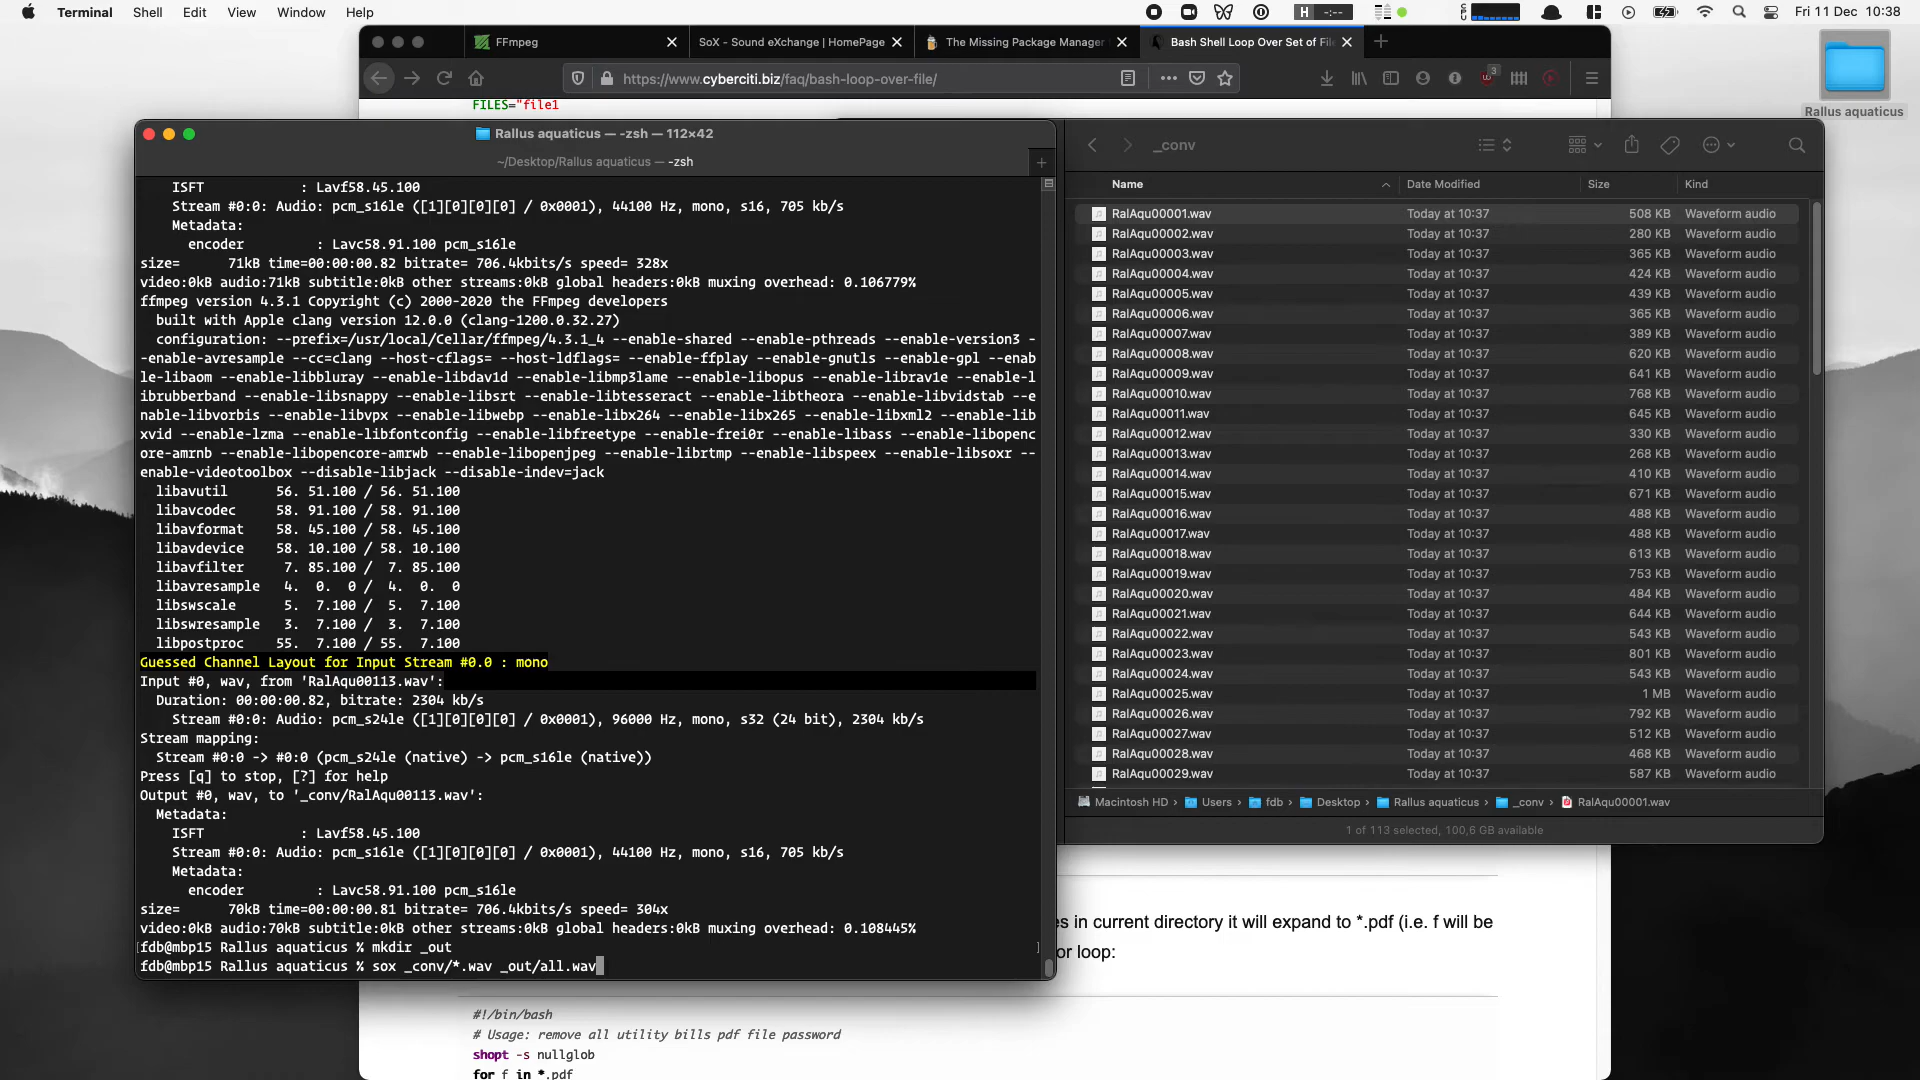 Terminal Shell Edit View Window Help
H -:--
Fri 11 Dec 10:38
FFmpeg
SoX - Sound eXchange | HomePage
The Missing Package Manager
Bash Shell Loop Over Set of File
https://www.cyberciti.biz/faq/bash-loop-over-file/
3
Rallus aquaticus
FILES="file1
Rallus aquaticus — -zsh — 112×42
~/Desktop/Rallus aquaticus — -zsh
ISFT : Lavf58.45.100
Stream #0:0: Audio: pcm_s16le ([1][0][0][0] / 0x0001), 44100 Hz, mono, s16, 705 kb/s
Metadata:
encoder : Lavc58.91.100 pcm_s16le
size= 71kB time=00:00:00.82 bitrate= 706.4kbits/s speed= 328x
video:0kB audio:71kB subtitle:0kB other streams:0kB global headers:0kB muxing overhead: 0.106779%
ffmpeg version 4.3.1 Copyright (c) 2000-2020 the FFmpeg developers
built with Apple clang version 12.0.0 (clang-1200.0.32.27)
configuration: --prefix=/usr/local/Cellar/ffmpeg/4.3.1_4 --enable-shared --enable-pthreads --enable-version3 -
-enable-avresample --cc=clang --host-cflags= --host-ldflags= --enable-ffplay --enable-gnutls --enable-gpl --enab
le-libaom --enable-libbluray --enable-libdav1d --enable-libmp3lame --enable-libopus --enable-librav1e --enable-l
ibrubberband --enable-libsnappy --enable-libsrt --enable-libtesseract --enable-libtheora --enable-libvidstab --e
nable-libvorbis --enable-libvpx --enable-libwebp --enable-libx264 --enable-libx265 --enable-libxml2 --enable-lib
xvid --enable-lzma --enable-libfontconfig --enable-libfreetype --enable-frei0r --enable-libass --enable-libopenc
ore-amrnb --enable-libopencore-amrwb --enable-libopenjpeg --enable-librtmp --enable-libspeex --enable-libsoxr --
enable-videotoolbox --disable-libjack --disable-indev=jack
libavutil 56. 51.100 / 56. 51.100
libavcodec 58. 91.100 / 58. 91.100
libavformat 58. 45.100 / 58. 45.100
libavdevice 58. 10.100 / 58. 10.100
libavfilter 7. 85.100 / 7. 85.100
libavresample 4. 0. 0 / 4. 0. 0
libswscale 5. 7.100 / 5. 7.100
libswresample 3. 7.100 / 3. 7.100
libpostproc 55. 7.100 / 55. 7.100
Guessed Channel Layout for Input Stream #0.0 : mono
Input #0, wav, from 'RalAqu00113.wav':
Duration: 00:00:00.82, bitrate: 2304 kb/s
Stream #0:0: Audio: pcm_s24le ([1][0][0][0] / 0x0001), 96000 Hz, mono, s32 (24 bit), 2304 kb/s
Stream mapping:
Stream #0:0 -> #0:0 (pcm_s24le (native) -> pcm_s16le (native))
Press [q] to stop, [?] for help
Output #0, wav, to '_conv/RalAqu00113.wav':
Metadata:
ISFT : Lavf58.45.100
Stream #0:0: Audio: pcm_s16le ([1][0][0][0] / 0x0001), 44100 Hz, mono, s16, 705 kb/s
Metadata:
encoder : Lavc58.91.100 pcm_s16le
size= 70kB time=00:00:00.81 bitrate= 706.4kbits/s speed= 304x
video:0kB audio:70kB subtitle:0kB other streams:0kB global headers:0kB muxing overhead: 0.108445%
[fdb@mbp15 Rallus aquaticus % mkdir _out ]
fdb@mbp15 Rallus aquaticus % sox _conv/*.wav _out/all.wav
_conv
Name Date Modified Size Kind
RalAqu00001.wav Today at 10:37 508 KB Waveform audio
RalAqu00002.wav Today at 10:37 280 KB Waveform audio
RalAqu00003.wav Today at 10:37 365 KB Waveform audio
RalAqu00004.wav Today at 10:37 424 KB Waveform audio
RalAqu00005.wav Today at 10:37 439 KB Waveform audio
RalAqu00006.wav Today at 10:37 365 KB Waveform audio
RalAqu00007.wav Today at 10:37 389 KB Waveform audio
RalAqu00008.wav Today at 10:37 620 KB Waveform audio
RalAqu00009.wav Today at 10:37 641 KB Waveform audio
RalAqu00010.wav Today at 10:37 768 KB Waveform audio
RalAqu00011.wav Today at 10:37 645 KB Waveform audio
RalAqu00012.wav Today at 10:37 330 KB Waveform audio
RalAqu00013.wav Today at 10:37 268 KB Waveform audio
RalAqu00014.wav Today at 10:37 410 KB Waveform audio
RalAqu00015.wav Today at 10:37 671 KB Waveform audio
RalAqu00016.wav Today at 10:37 488 KB Waveform audio
RalAqu00017.wav Today at 10:37 488 KB Waveform audio
RalAqu00018.wav Today at 10:37 613 KB Waveform audio
RalAqu00019.wav Today at 10:37 753 KB Waveform audio
RalAqu00020.wav Today at 10:37 484 KB Waveform audio
RalAqu00021.wav Today at 10:37 644 KB Waveform audio
RalAqu00022.wav Today at 10:37 543 KB Waveform audio
RalAqu00023.wav Today at 10:37 801 KB Waveform audio
RalAqu00024.wav Today at 10:37 543 KB Waveform audio
RalAqu00025.wav Today at 10:37 1 MB Waveform audio
RalAqu00026.wav Today at 10:37 792 KB Waveform audio
RalAqu00027.wav Today at 10:37 512 KB Waveform audio
RalAqu00028.wav Today at 10:37 468 KB Waveform audio
RalAqu00029.wav Today at 10:37 587 KB Waveform audio
Macintosh HD › Users › fdb › Desktop › Rallus aquaticus › _conv › RalAqu00001.wav
1 of 113 selected, 100,6 GB available
es in current directory it will expand to *.pdf (i.e. f will be
or loop:
#!/bin/bash
# Usage: remove all utility bills pdf file password
shopt -s nullglob
for f in *.pdf